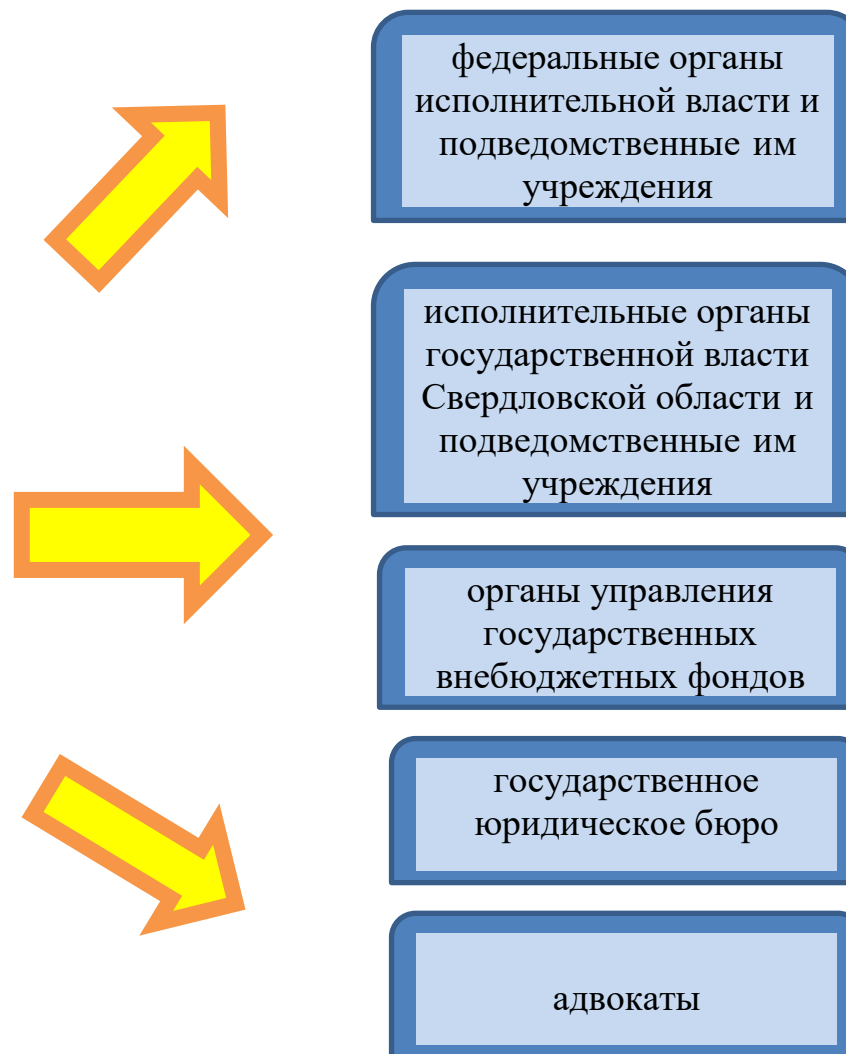 федеральные органы
исполнительной власти и
подведомственные им
учреждения
исполнительные органы
государственной власти
Свердловской области и
подведомственные им
учреждения
органы управления
государственных
внебюджетных фондов
государственное
юридическое бюро
адвокаты